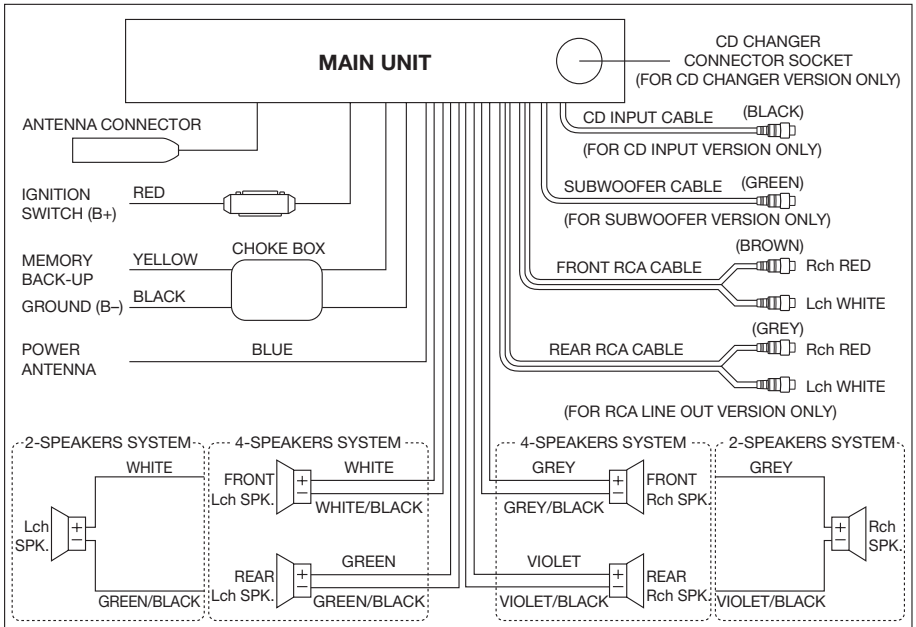 MAIN UNIT
CD CHANGER
CONNECTOR SOCKET
(FOR CD CHANGER VERSION ONLY)
ANTENNA CONNECTOR
CD INPUT CABLE
(BLACK)
(FOR CD INPUT VERSION ONLY)
IGNITION
SWITCH (B+)
RED
SUBWOOFER CABLE
(GREEN)
(FOR SUBWOOFER VERSION ONLY)
MEMORY
BACK-UP
YELLOW
CHOKE BOX
GROUND (B–)
BLACK
FRONT RCA CABLE
(BROWN)
Rch RED
Lch WHITE
POWER
ANTENNA
BLUE
REAR RCA CABLE
(GREY)
Rch RED
Lch WHITE
(FOR RCA LINE OUT VERSION ONLY)
2-SPEAKERS SYSTEM
WHITE
Lch
SPK.
+
–
GREEN/BLACK
4-SPEAKERS SYSTEM
FRONT
Lch SPK.
+
–
WHITE
WHITE/BLACK
REAR
Lch SPK.
+
–
GREEN
GREEN/BLACK
4-SPEAKERS SYSTEM
GREY
GREY/BLACK
+
–
FRONT
Rch SPK.
VIOLET
VIOLET/BLACK
+
–
REAR
Rch SPK.
2-SPEAKERS SYSTEM
GREY
+
–
Rch
SPK.
VIOLET/BLACK